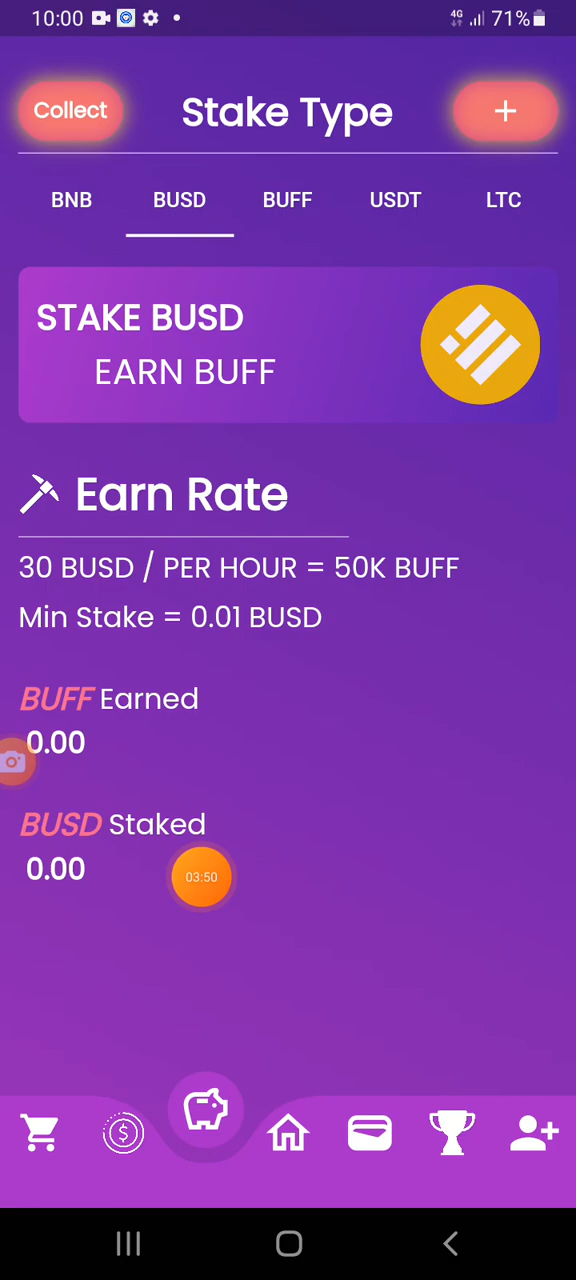 10:00 4G 71%
Collect Stake Type +
BNB BUSD BUFF USDT LTC
STAKE BUSD
EARN BUFF
Earn Rate
30 BUSD / PER HOUR = 50K BUFF
Min Stake = 0.01 BUSD
BUFF Earned
0.00
BUSD Staked
0.00
03:50